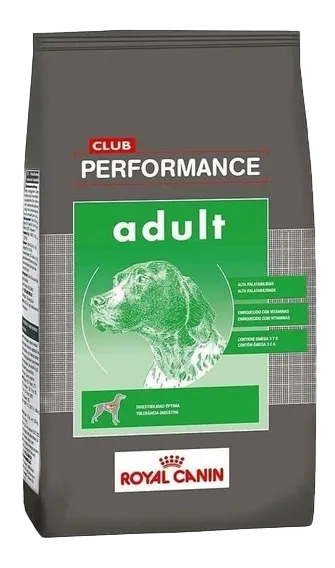 CLUB
PERFORMANCE
adult
ALTA PALATABILIDAD
ALTA PALATABILIDADE
ENRIQUECIDO CON VITAMINAS
ENRIQUECIDO COM VITAMINAS
CONTIENE OMEGA 3 Y 6
CONTÉM ÔMEGA 3 E 6
DIGESTIBILIDAD ÓPTIMA
TOLERÂNCIA DIGESTIVA
ROYAL CANIN